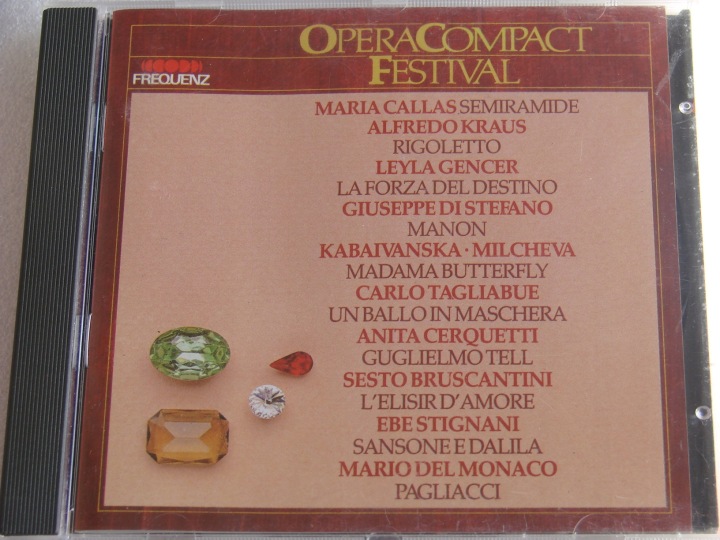 OPERACOMPACT
FESTIVAL
FREQUENZ
MARIA CALLAS SEMIRAMIDE
ALFREDO KRAUS
RIGOLETTO
LEYLA GENCER
LA FORZA DEL DESTINO
GIUSEPPE DI STEFANO
MANON
KABAIVANSKA · MILCHEVA
MADAMA BUTTERFLY
CARLO TAGLIABUE
UN BALLO IN MASCHERA
ANITA CERQUETTI
GUGLIELMO TELL
SESTO BRUSCANTINI
L'ELISIR D'AMORE
EBE STIGNANI
SANSONE E DALILA
MARIO DEL MONACO
PAGLIACCI